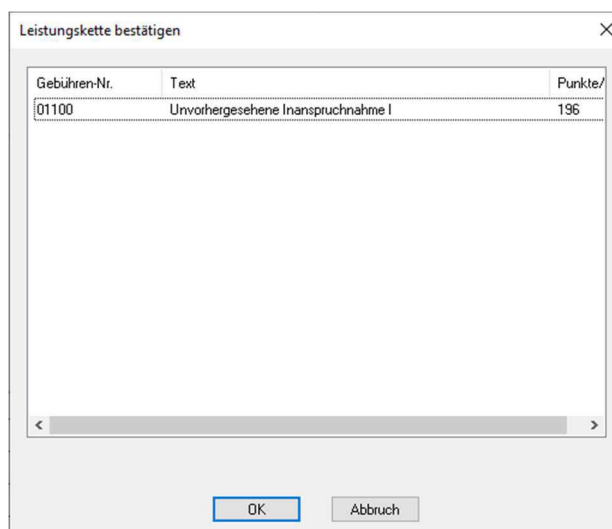 Leistungskette bestätigen
Gebühren-Nr. Text Punkte/
01100 Unvorhergesehene Inanspruchnahme I 196
OK Abbruch